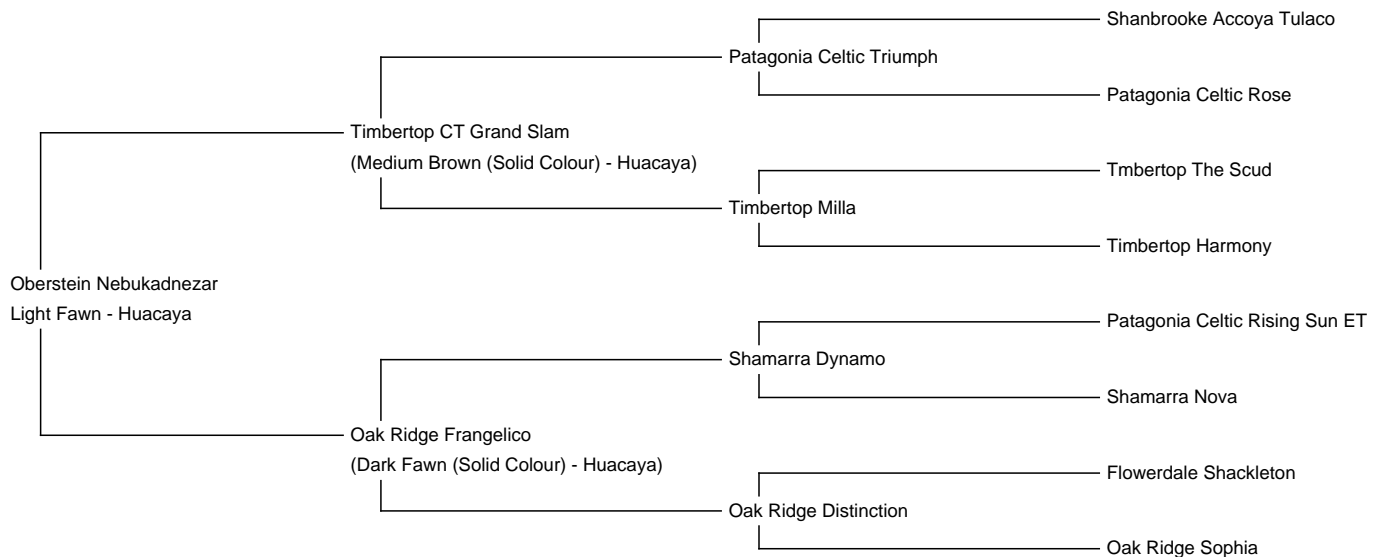 Shanbrooke Accoya Tulaco
Patagonia Celtic Triumph
Patagonia Celtic Rose
Timbertop CT Grand Slam
(Medium Brown (Solid Colour) - Huacaya)
Tmbertop The Scud
Timbertop Milla
Timbertop Harmony
Oberstein Nebukadnezar
Light Fawn - Huacaya
Patagonia Celtic Rising Sun ET
Shamarra Dynamo
Shamarra Nova
Oak Ridge Frangelico
(Dark Fawn (Solid Colour) - Huacaya)
Flowerdale Shackleton
Oak Ridge Distinction
Oak Ridge Sophia